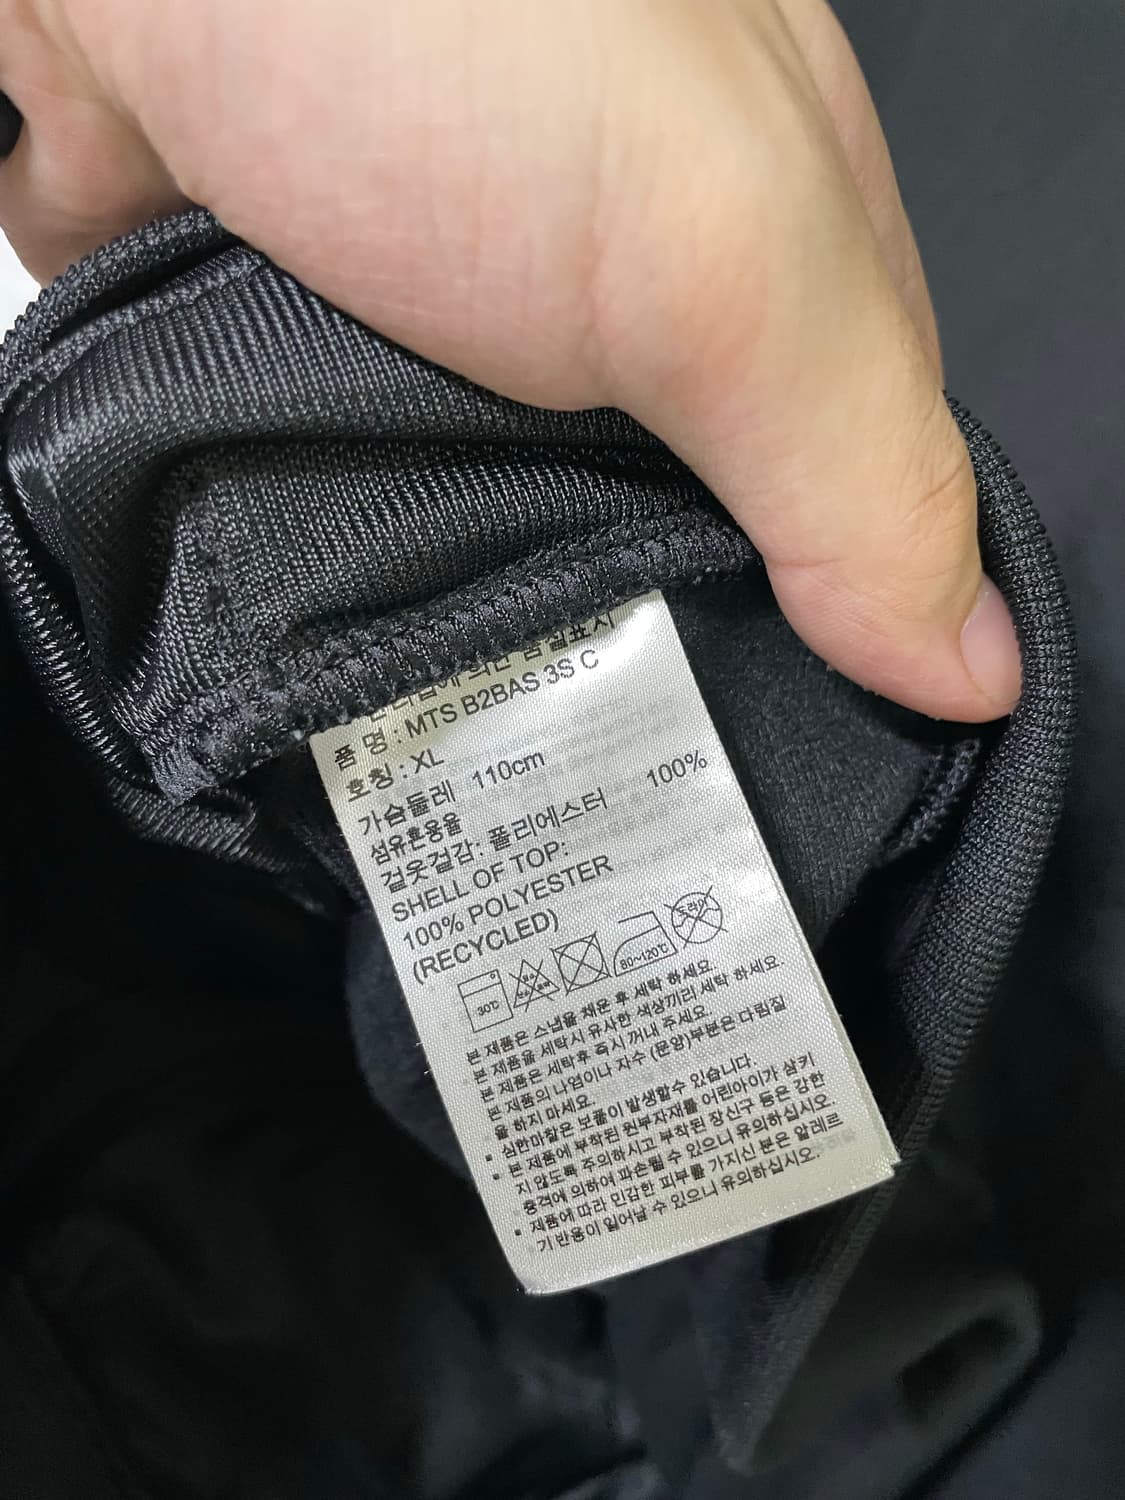 품질표시
품 명 : MTS B2BAS 3S C
호칭 : XL
가슴둘레 110cm
섬유혼용율
겉옷겉감: 폴리에스터 100%
SHELL OF TOP:
100% POLYESTER
(RECYCLED)
30℃ 80~120℃ 드라이
본 제품은 스냅을 채운 후 세탁 하세요.
본 제품을 세탁시 유사한 색상끼리 세탁 하세요.
본 제품은 세탁후 즉시 꺼내 주세요.
본 제품의 나염이나 자수 (문양)부분은 다림질
을 하지 마세요.
▪ 심한마찰은 보풀이 발생할수 있습니다.
▪ 본 제품에 부착된 원부자재를 어린아이가 삼키
지 않도록 주의하시고 부착된 장신구 등은 강한
충격에 의하여 파손될 수 있으니 유의하십시오.
▪ 제품에 따라 민감한 피부를 가지신 분은 알레르
기 반응이 일어날 수 있으니 유의하십시오.